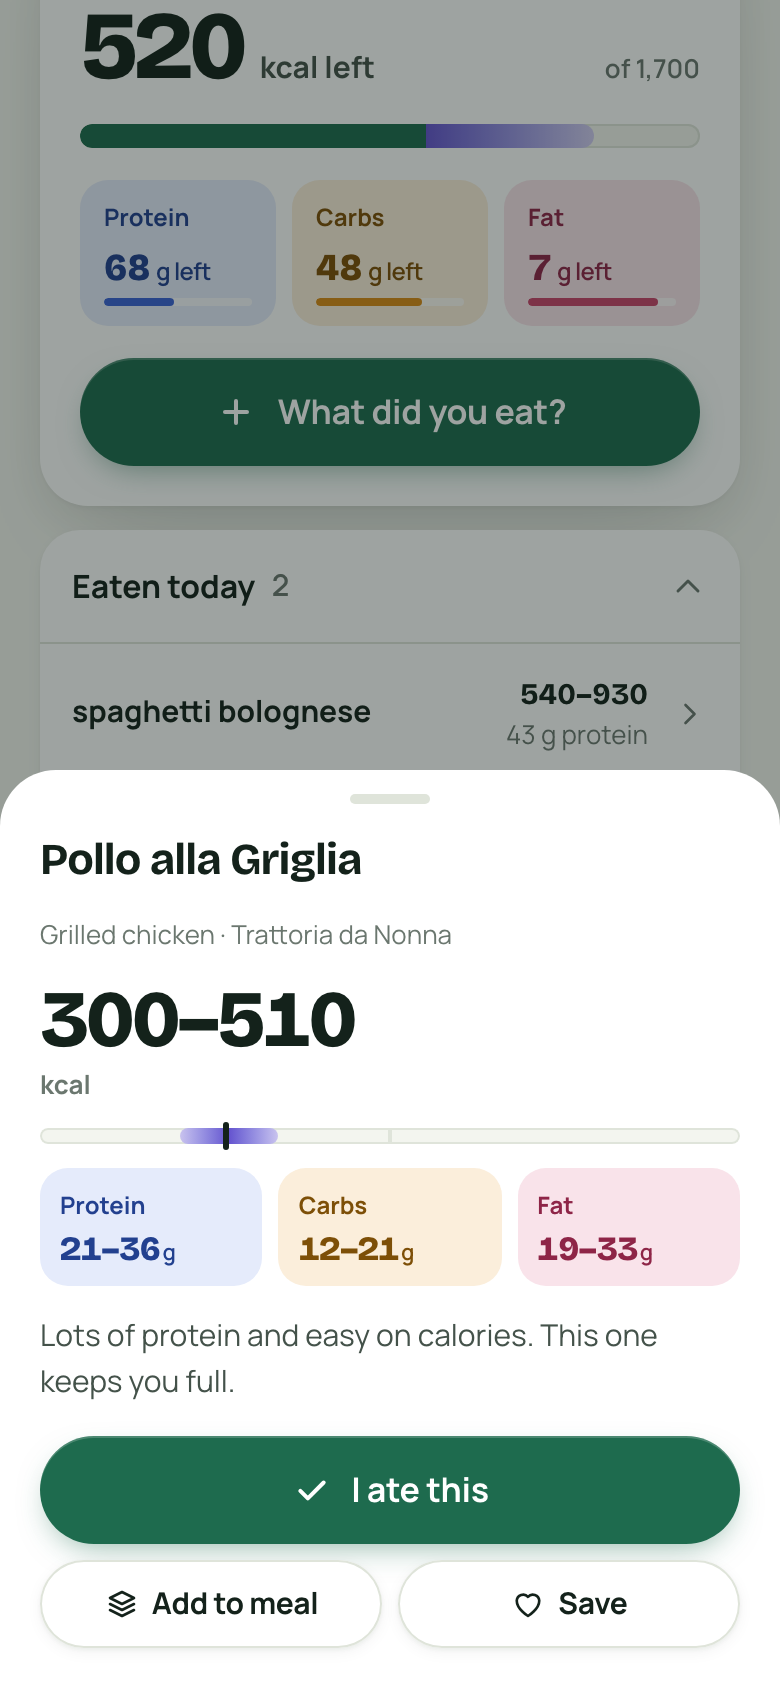 520 kcal left
of 1,700
Protein
68 g left
Carbs
48 g left
Fat
7 g left
What did you eat?
Eaten today 2
spaghetti bolognese
540–930
43 g protein
Pollo alla Griglia
Grilled chicken · Trattoria da Nonna
300–510
kcal
Protein
21–36 g
Carbs
12–21 g
Fat
19–33 g
Lots of protein and easy on calories. This one
keeps you full.
I ate this
Add to meal
Save